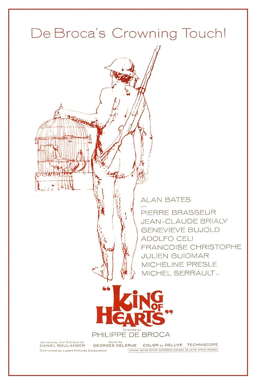 De Broca's Crowning Touch!
ALAN BATES
PIERRE BRASSEUR
JEAN-CLAUDE BRIALY
GENEVIEVE BUJOLD
ADOLFO CELI
FRANCOISE CHRISTOPHE
JULIEN GUIOMAR
MICHELINE PRESLE
MICHEL SERRAULT
"KING
OF
HEARTS"
PHILIPPE DE BROCA
DANIEL BOULANGER
GEORGES DELERUE
COLOR by DELUXE
TECHNISCOPE